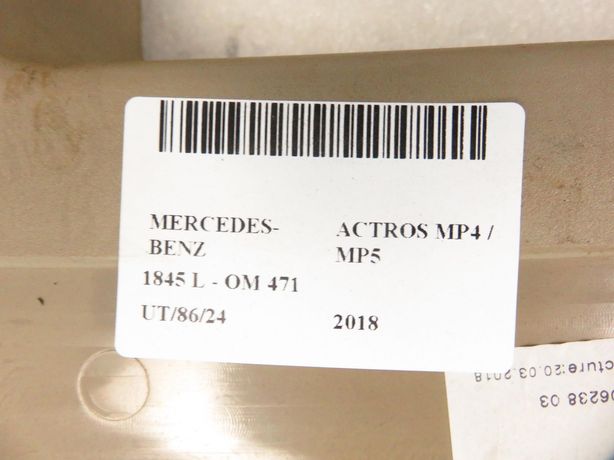 MERCEDES-
BENZ
ACTROS MP4 /
MP5
1845 L - OM 471
UT/86/24
2018
06238 03
cture:20.03.2018